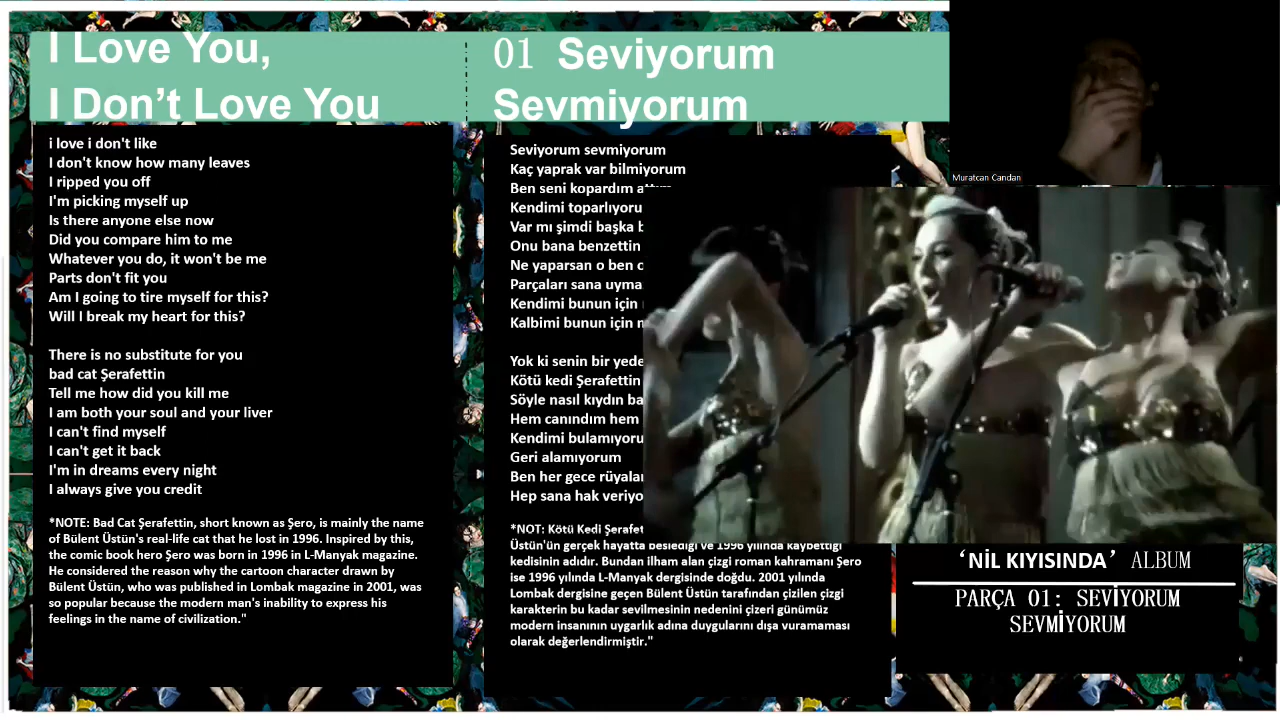 I Love You,
I Don't Love You
i love i don't like
I don't know how many leaves
I ripped you off
I'm picking myself up
Is there anyone else now
Did you compare him to me
Whatever you do, it won't be me
Parts don't fit you
Am I going to tire myself for this?
Will I break my heart for this?
There is no substitute for you
bad cat Şerafettin
Tell me how did you kill me
I am both your soul and your liver
I can't find myself
I can't get it back
I'm in dreams every night
I always give you credit
*NOTE: Bad Cat Şerafettin, short known as Şero, is mainly the name
of Bülent Üstün's real-life cat that he lost in 1996. Inspired by this,
the comic book hero Şero was born in 1996 in L-Manyak magazine.
He considered the reason why the cartoon character drawn by
Bülent Üstün, who was published in Lombak magazine in 2001, was
so popular because the modern man's inability to express his
feelings in the name of civilization."
01 Seviyorum
Sevmiyorum
Seviyorum sevmiyorum
Kaç yaprak var bilmiyorum
Ben seni kopardım attım
Kendimi toparlıyoru
Var mı şimdi başka b
Onu bana benzettin
Ne yaparsan o ben o
Parçaları sana uyma
Kendimi bunun için
Kalbimi bunun için
Yok ki senin bir yede
Kötü kedi Şerafettin
Söyle nasıl kıydın ba
Hem canındım hem
Kendimi bulamıyoru
Geri alamıyorum
Ben her gece rüyalar
Hep sana hak veriyo
*NOT: Kötü Kedi Şerafet
Üstün'ün gerçek hayatta beslediği ve 1996 yılında kaybettiği
kedisinin adıdır. Bundan ilham alan çizgi roman kahramanı Şero
ise 1996 yılında L-Manyak dergisinde doğdu. 2001 yılında
Lombak dergisine geçen Bülent Üstün tarafından çizilen çizgi
karakterin bu kadar sevilmesinin nedenini çizeri günümüz
modern insanının uygarlık adına duygularını dışa vuramaması
olarak değerlendirmiştir."
Muratcan Candan
'NİL KIYISINDA' ALBUM
PARÇA 01: SEVİYORUM
SEVMİYORUM